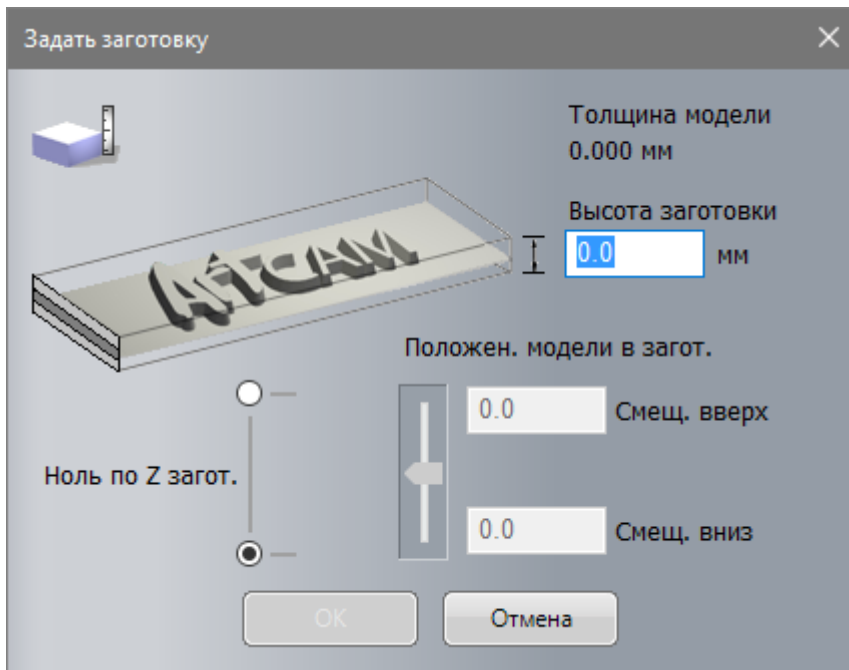 Задать заготовку
Толщина модели
0.000 мм
Высота заготовки
0.0 мм
ArtCAM
Положен. модели в загот.
0.0 Смещ. вверх
Ноль по Z загот.
0.0 Смещ. вниз
OK Отмена